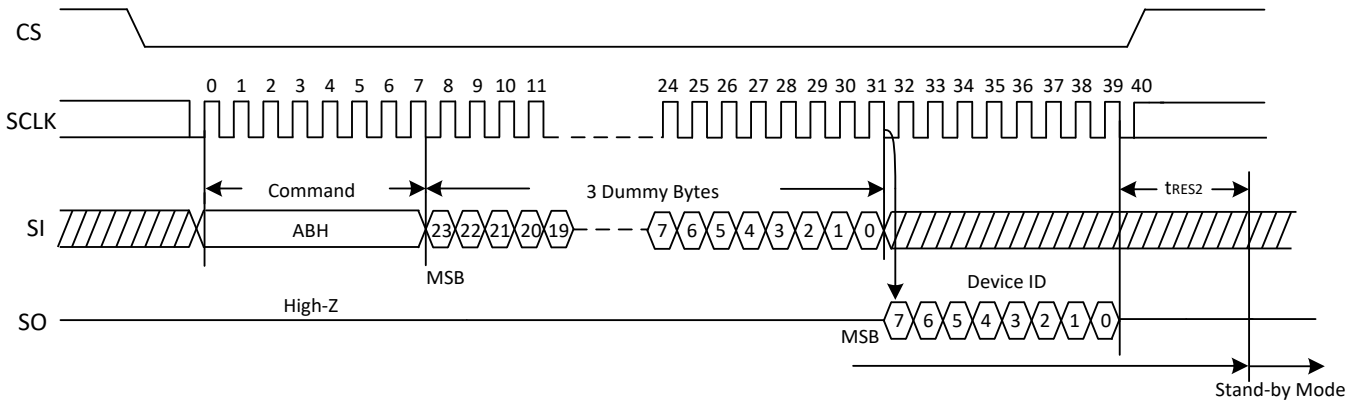 CS
0 1 2 3 4 5 6 7 8 9 10 11 24 25 26 27 28 29 30 31 32 33 34 35 36 37 38 39 40
SCLK
Command 3 Dummy Bytes tRES2
SI ABH 23 22 21 20 19 7 6 5 4 3 2 1 0
MSB Device ID
High-Z
SO 7 6 5 4 3 2 1 0
MSB
Stand-by Mode